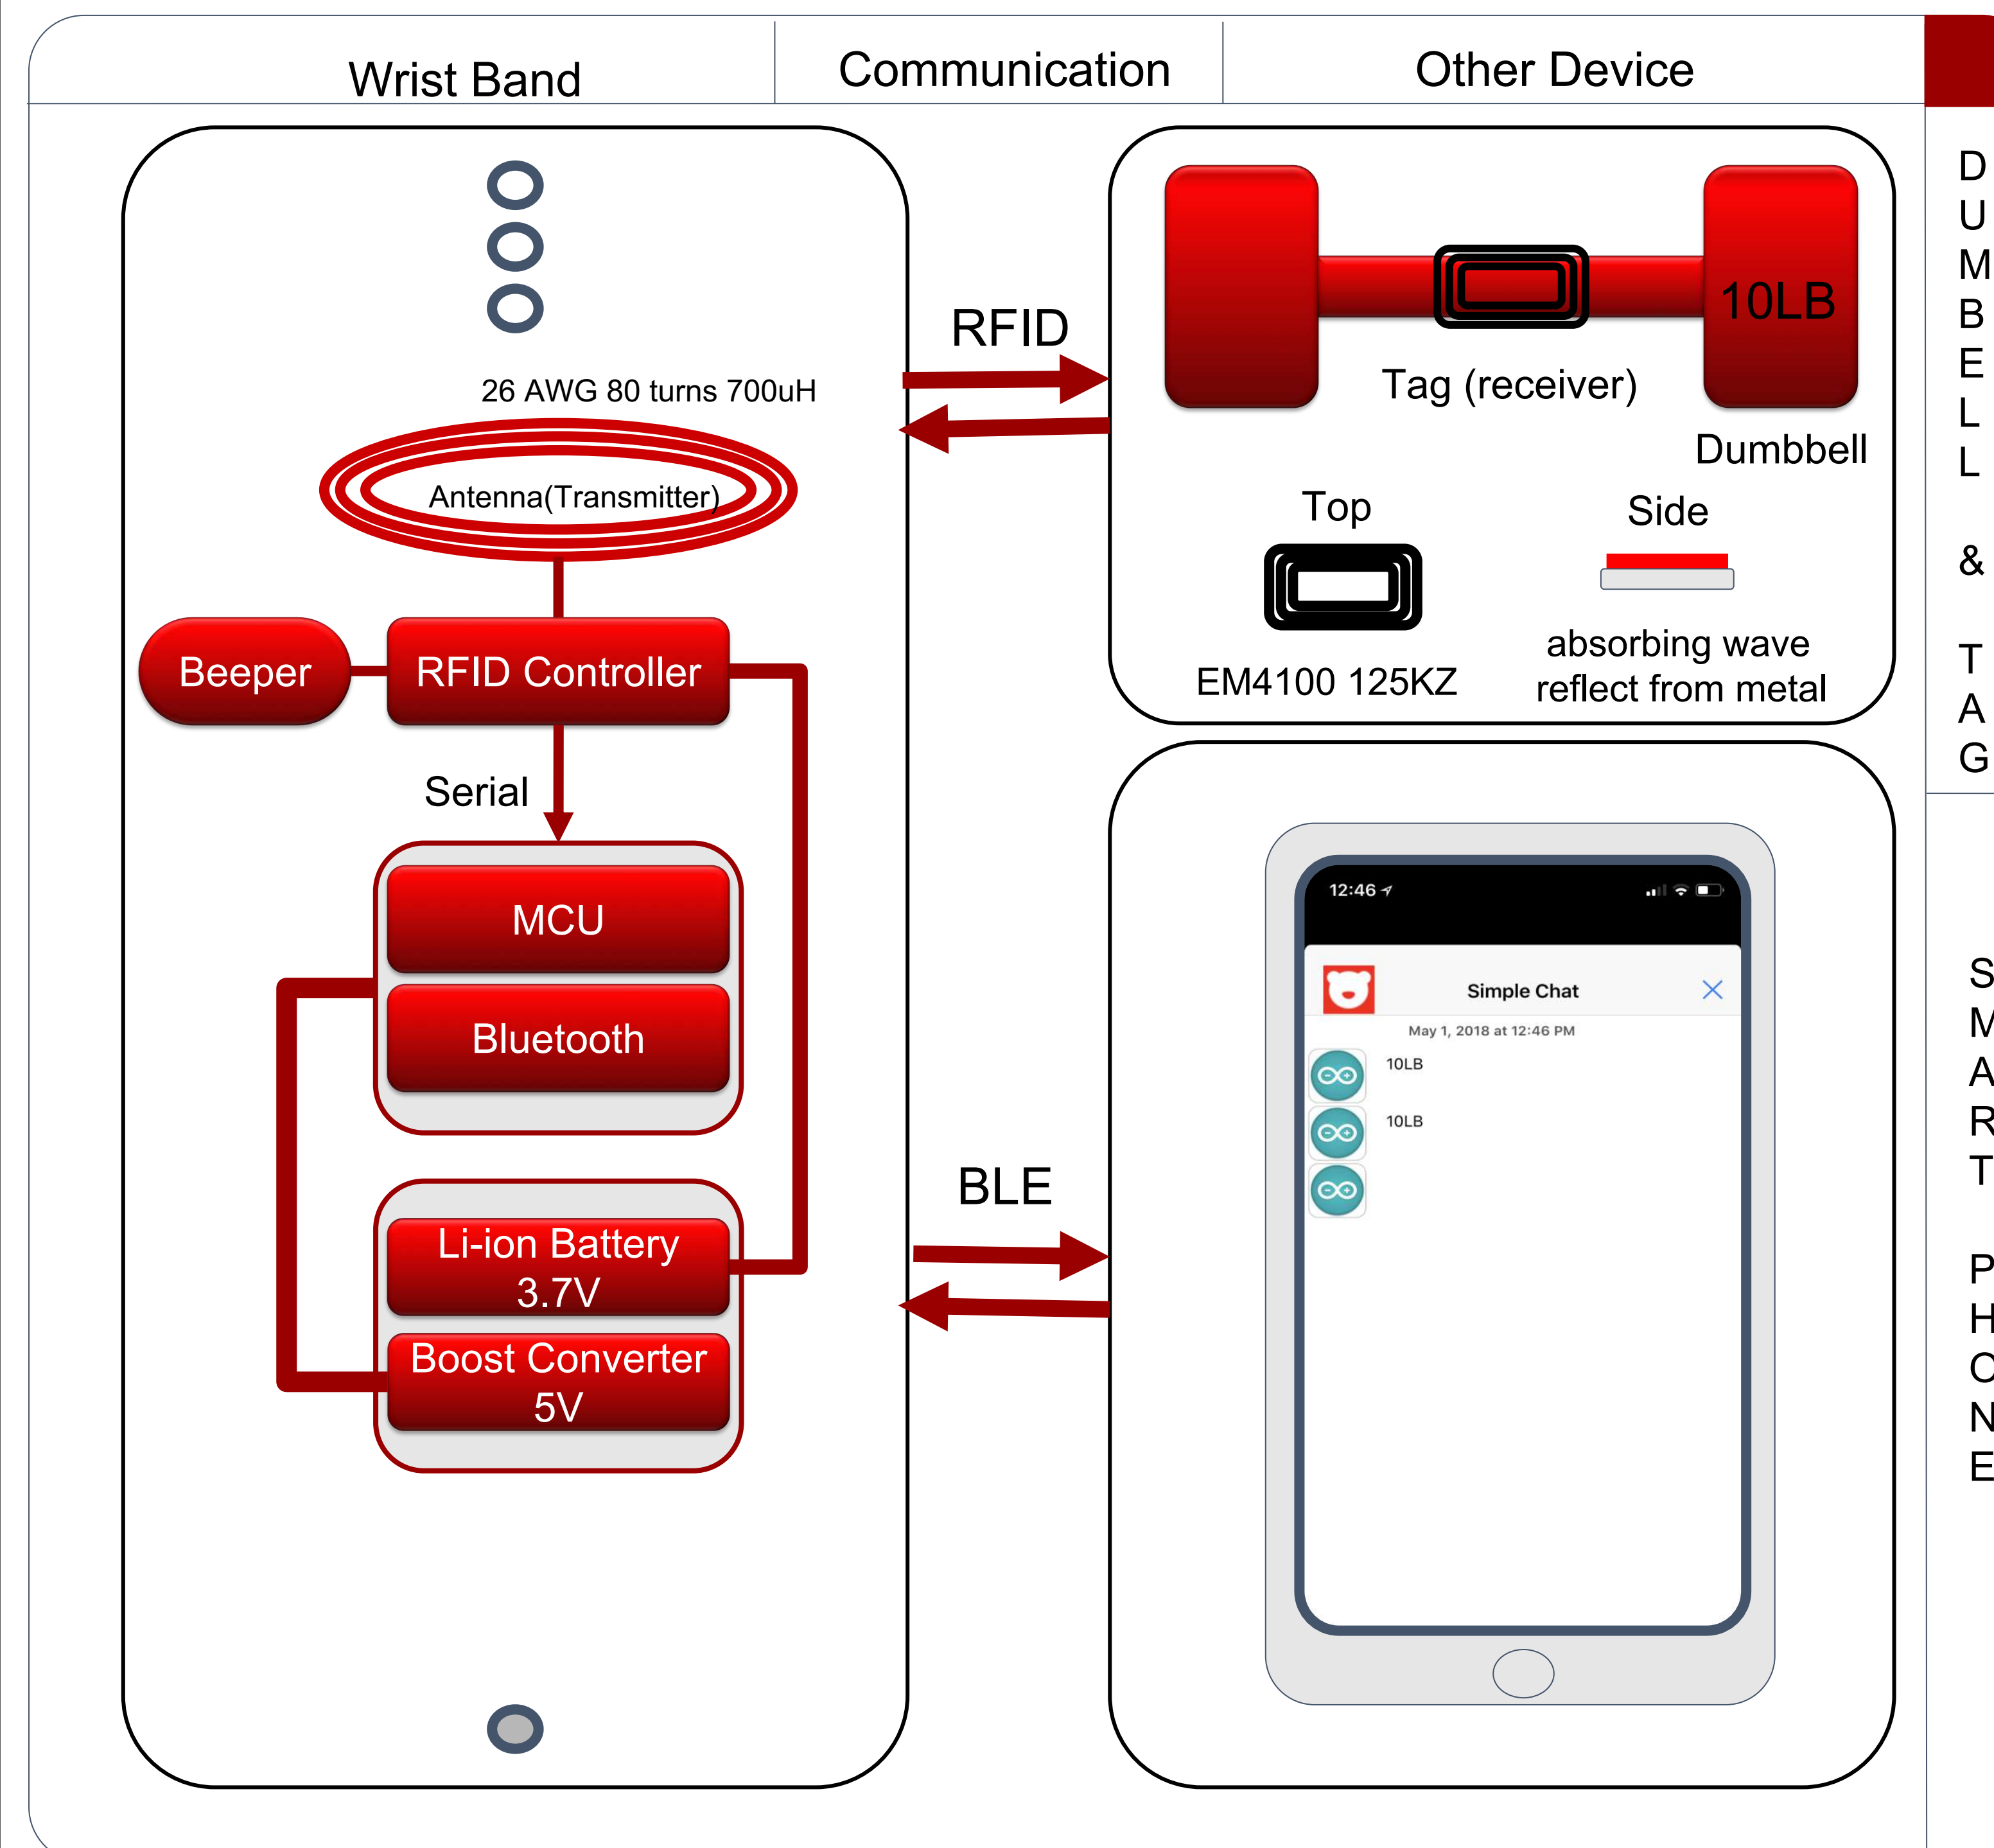 Wrist Band
Communication
Other Device
26 AWG 80 turns 700uH
Antenna(Transmitter)
Beeper
RFID Controller
Serial
MCU
Bluetooth
Li-ion Battery
3.7V
Boost Converter
5V
RFID
BLE
10LB
Tag (receiver)
Dumbbell
Top
Side
EM4100 125KZ
absorbing wave
reflect from metal
12:46
Simple Chat
May 1, 2018 at 12:46 PM
10LB
10LB
D
U
M
B
E
L
L
&
T
A
G
S
M
A
R
T
P
H
O
N
E